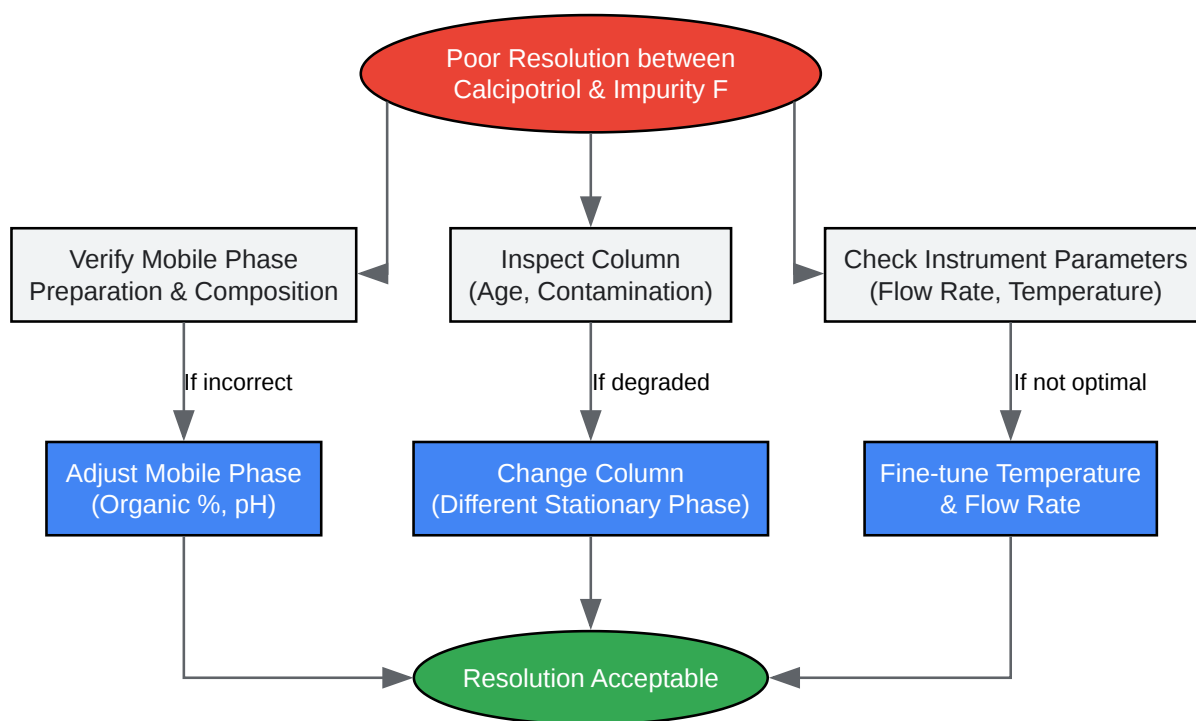 Poor Resolution between
Calcipotriol & Impurity F
Verify Mobile Phase
Preparation & Composition
Inspect Column
(Age, Contamination)
Check Instrument Parameters
(Flow Rate, Temperature)
If incorrect
If degraded
If not optimal
Adjust Mobile Phase
(Organic %, pH)
Change Column
(Different Stationary Phase)
Fine-tune Temperature
& Flow Rate
Resolution Acceptable